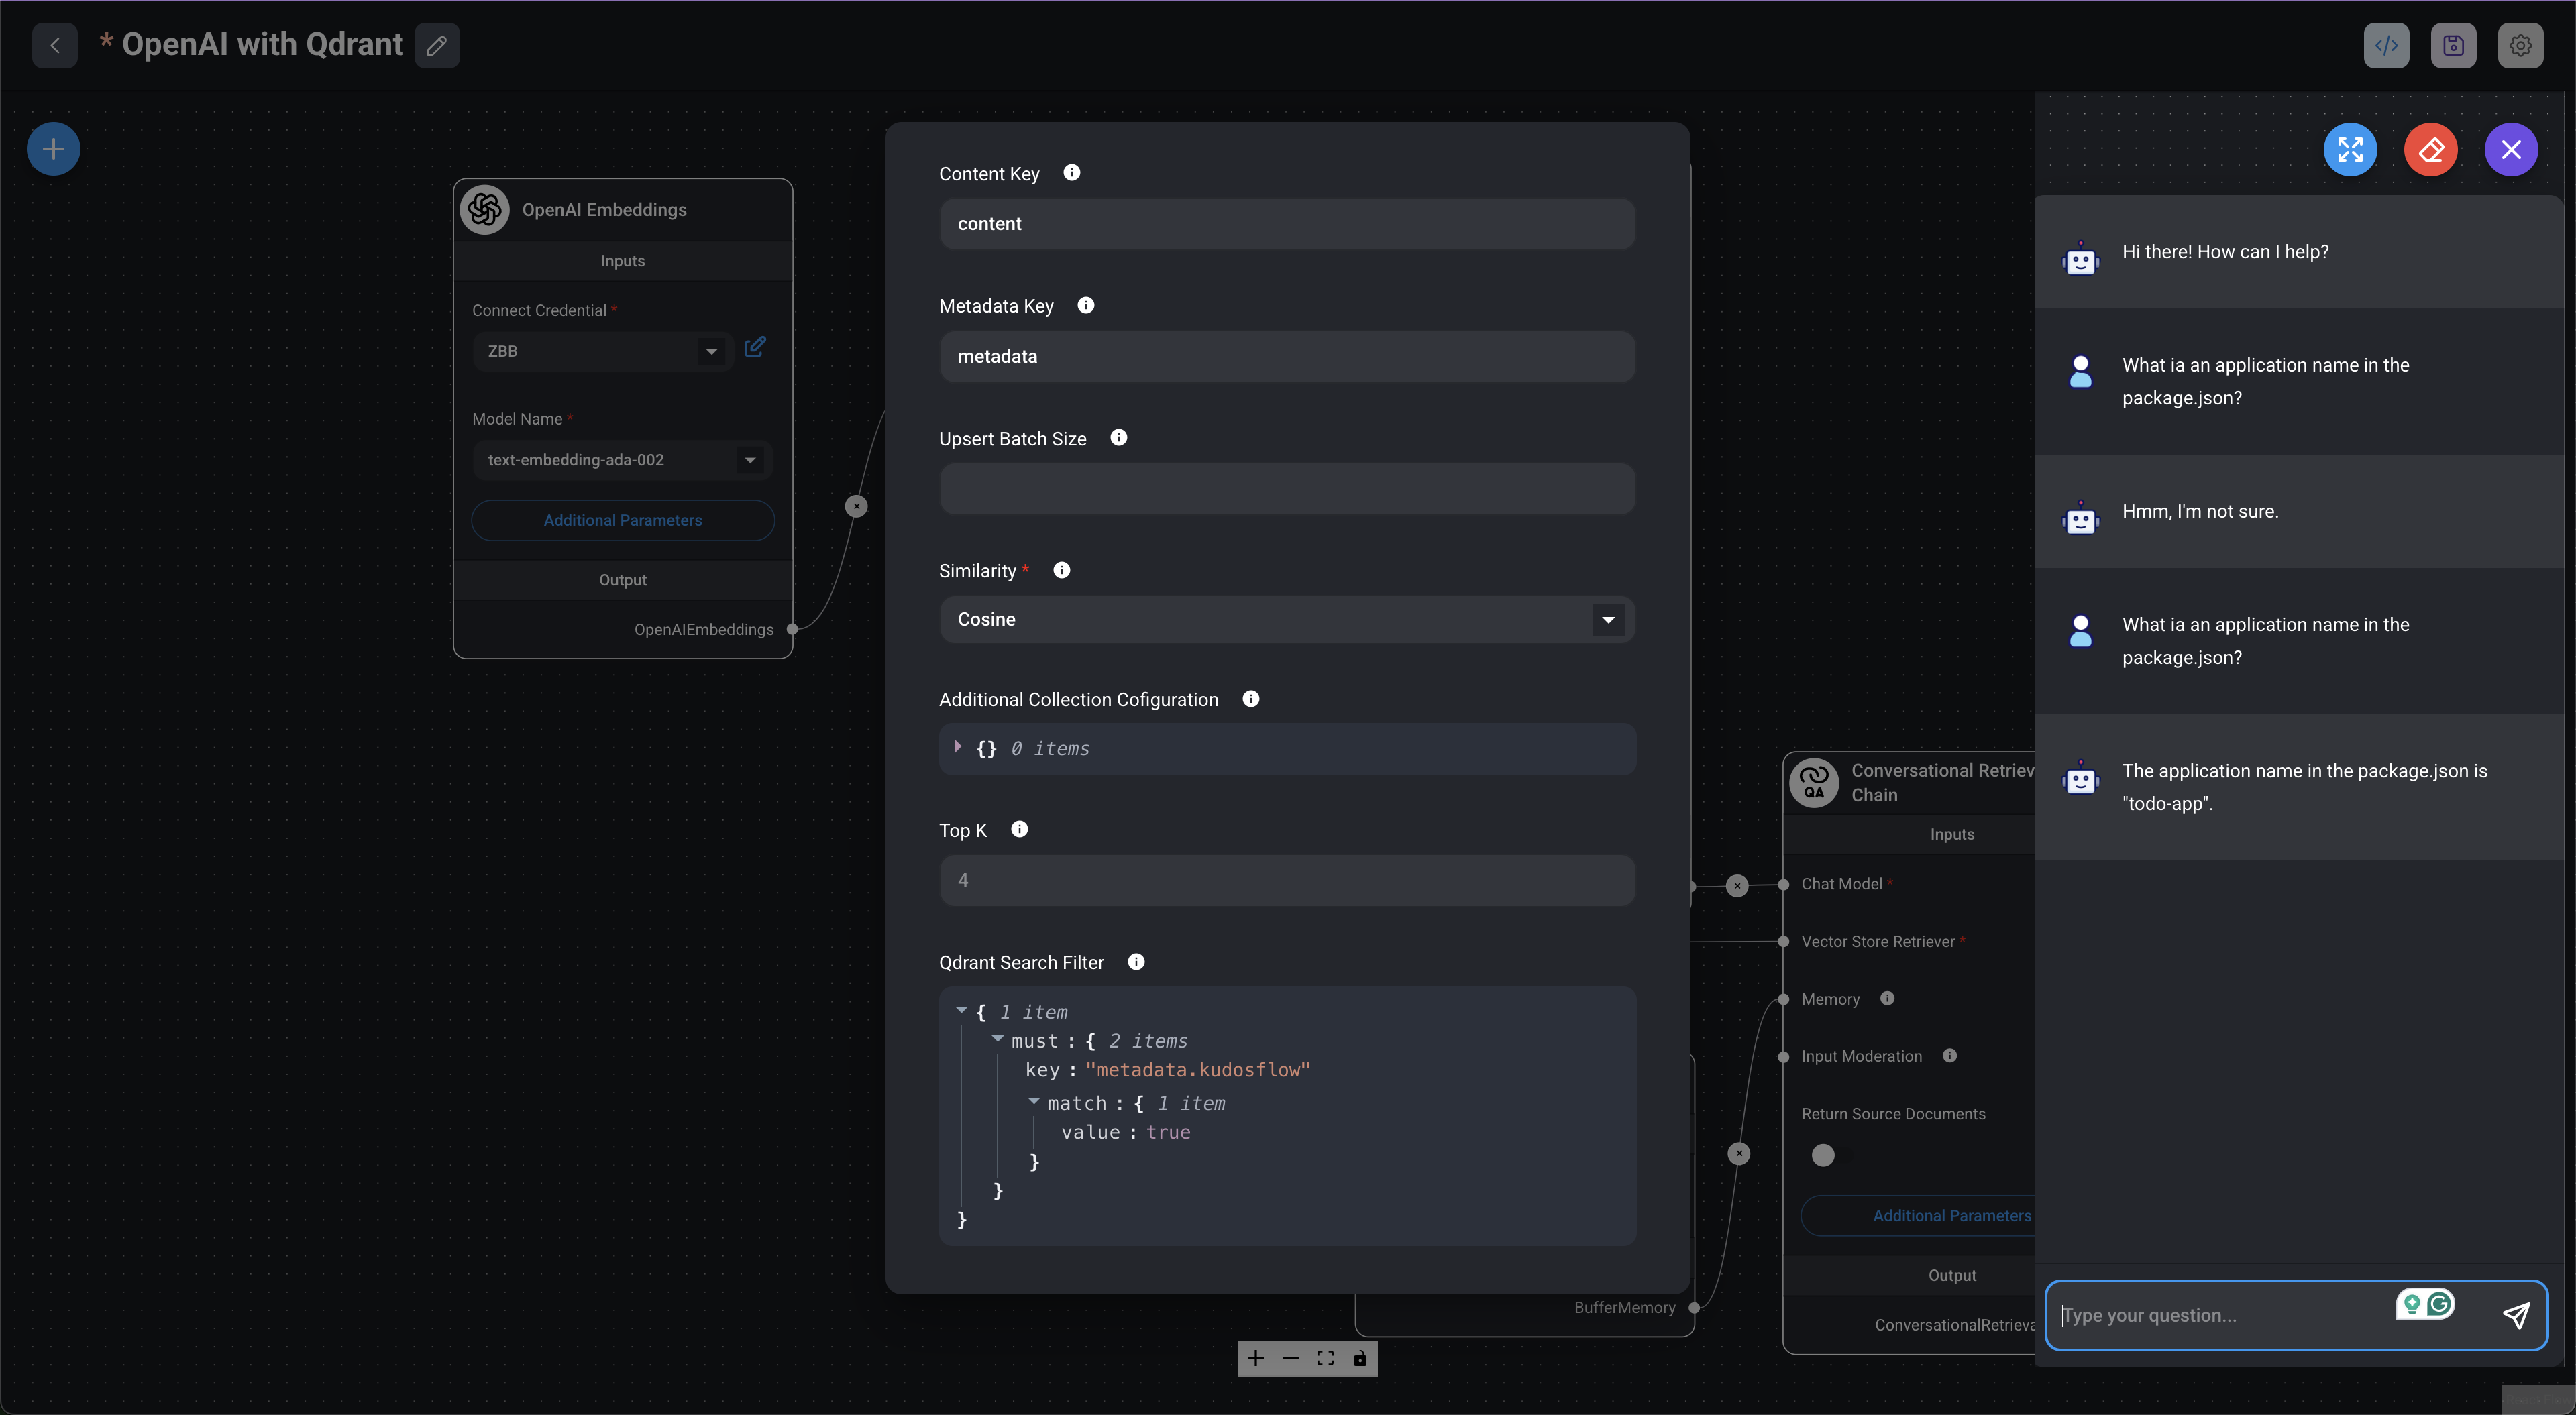 * OpenAI with Qdrant
OpenAI Embeddings
Inputs
Connect Credential *
ZBB
Model Name *
text-embedding-ada-002
Additional Parameters
Output
OpenAIEmbeddings
Content Key
content
Metadata Key
metadata
Upsert Batch Size
Similarity *
Cosine
Additional Collection Cofiguration
{} 0 items
Top K
4
Qdrant Search Filter
{ 1 item
must : { 2 items
key : "metadata.kudosflow"
match : { 1 item
value : true
}
}
}
BufferMemory
QA
Conversational Retriev
Chain
Inputs
Chat Model *
Vector Store Retriever *
Memory
Input Moderation
Return Source Documents
Additional Parameters
Output
ConversationalRetrieva
Hi there! How can I help?
What ia an application name in the
package.json?
Hmm, I'm not sure.
What ia an application name in the
package.json?
The application name in the package.json is
"todo-app".
Type your question...